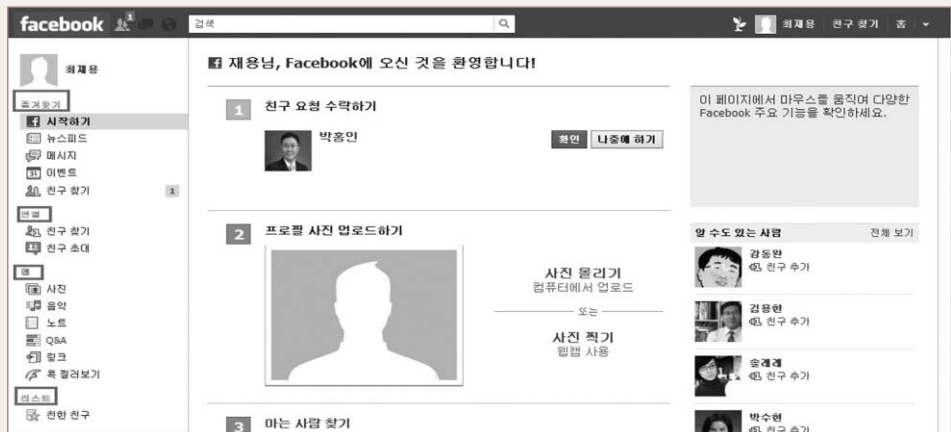 facebook 1 검색 최재용 친구 찾기 홈
최재용
즐겨찾기
시작하기
뉴스피드
메시지
31 이벤트
친구 찾기 1
연결
친구 찾기
친구 초대
앱
사진
음악
노트
Q&A
링크
콕 찔러보기
리스트
친한 친구
재용님, Facebook에 오신 것을 환영합니다!
1 친구 요청 수락하기
박홍인 확인 나중에 하기
2 프로필 사진 업로드하기
사진 올리기
컴퓨터에서 업로드
또는
사진 찍기
웹캠 사용
3 아는 사람 찾기
이 페이지에서 마우스를 움직여 다양한
Facebook 주요 기능을 확인하세요.
알 수도 있는 사람 전체 보기
강동완
친구 추가
김용한
친구 추가
송레레
친구 추가
박수현
친구 추가